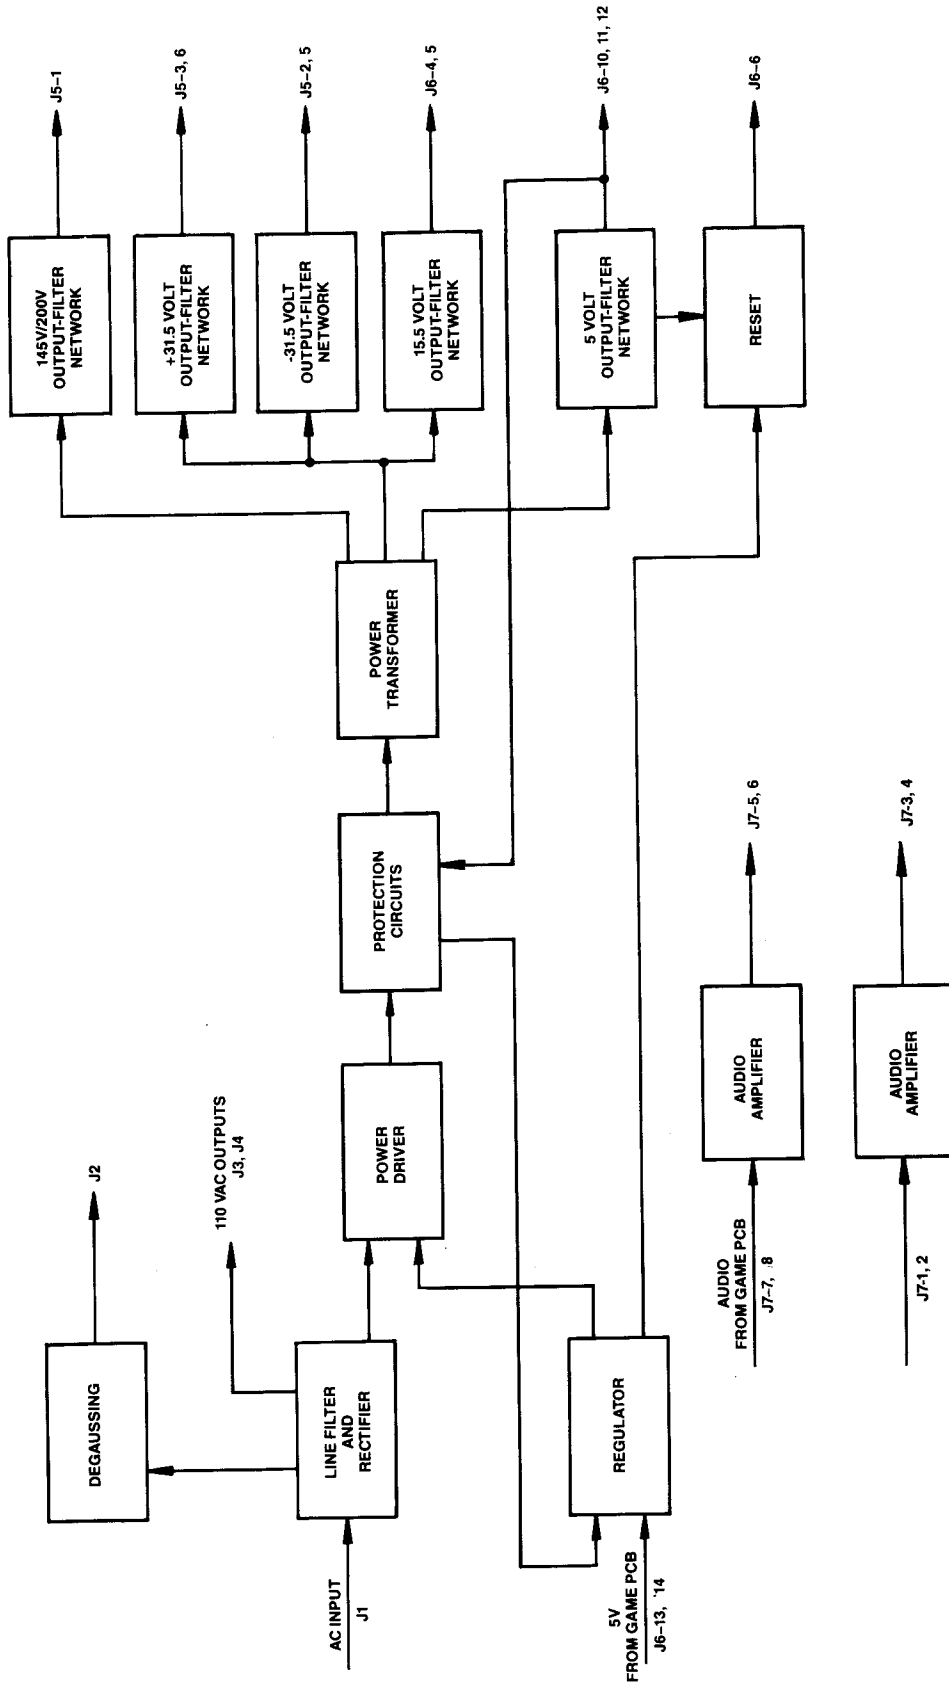 145V/200V
OUTPUT-FILTER
NETWORK
J5-1
+31.5 VOLT
OUTPUT-FILTER
NETWORK
J5-3, 6
-31.5 VOLT
OUTPUT-FILTER
NETWORK
J5-2, 5
15.5 VOLT
OUTPUT-FILTER
NETWORK
J6-4, 5
5 VOLT
OUTPUT-FILTER
NETWORK
J6-10, 11, 12
RESET
J6-6
DEGAUSSING
J2
110 VAC OUTPUTS
J3, J4
AC INPUT
J1
LINE FILTER
AND
RECTIFIER
POWER
DRIVER
PROTECTION
CIRCUITS
POWER
TRANSFORMER
5V
FROM GAME PCB
J6-13, 14
REGULATOR
AUDIO
FROM GAME PCB
J7-7, 8
AUDIO
AMPLIFIER
J7-5, 6
J7-1, 2
AUDIO
AMPLIFIER
J7-3, 4